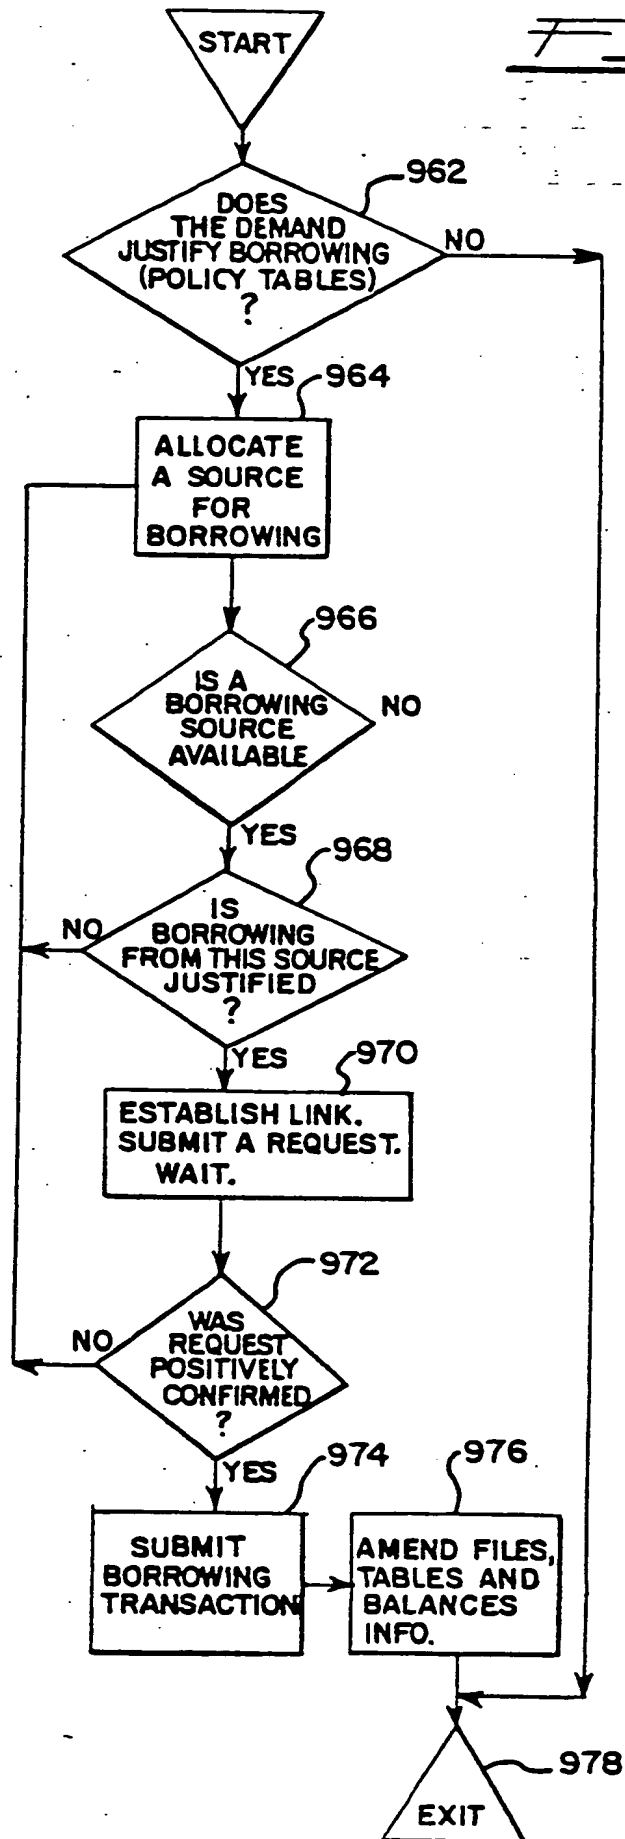 START
962
DOES
THE DEMAND
JUSTIFY BORROWING
(POLICY TABLES)
?
NO
YES
964
ALLOCATE
A SOURCE
FOR
BORROWING
966
IS A
BORROWING
SOURCE
AVAILABLE
NO
YES
968
IS
BORROWING
FROM THIS SOURCE
JUSTIFIED
?
NO
YES
970
ESTABLISH LINK.
SUBMIT A REQUEST.
WAIT.
972
WAS
REQUEST
POSITIVELY
CONFIRMED
?
NO
YES
974
SUBMIT
BORROWING
TRANSACTION
976
AMEND FILES,
TABLES AND
BALANCES
INFO.
978
EXIT